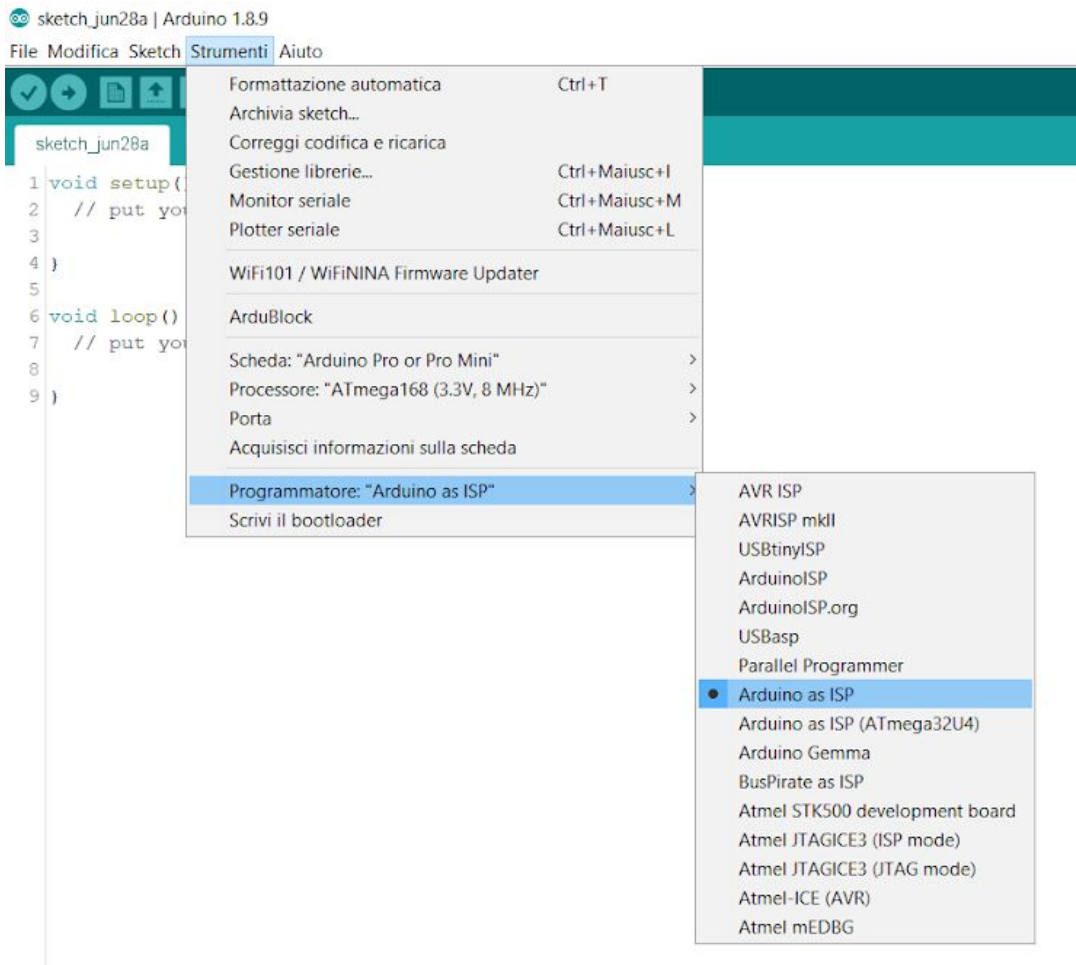 sketch_jun28a | Arduino 1.8.9
File Modifica Sketch Strumenti Aiuto
Formattazione automatica Ctrl+T
Archivia sketch...
Correggi codifica e ricarica
Gestione librerie... Ctrl+Maiusc+I
Monitor seriale Ctrl+Maiusc+M
Plotter seriale Ctrl+Maiusc+L
WiFi101 / WiFiNINA Firmware Updater
ArduBlock
Scheda: "Arduino Pro or Pro Mini"
Processore: "ATmega168 (3.3V, 8 MHz)"
Porta
Acquisisci informazioni sulla scheda
Programmatore: "Arduino as ISP"
Scrivi il bootloader
AVR ISP
AVRISP mkII
USBtinyISP
ArduinoISP
ArduinoISP.org
USBasp
Parallel Programmer
Arduino as ISP
Arduino as ISP (ATmega32U4)
Arduino Gemma
BusPirate as ISP
Atmel STK500 development board
Atmel JTAGICE3 (ISP mode)
Atmel JTAGICE3 (JTAG mode)
Atmel-ICE (AVR)
Atmel mEDBG
sketch_jun28a
1 void setup(
2 // put you
3
4 }
5
6 void loop()
7 // put you
8
9 }